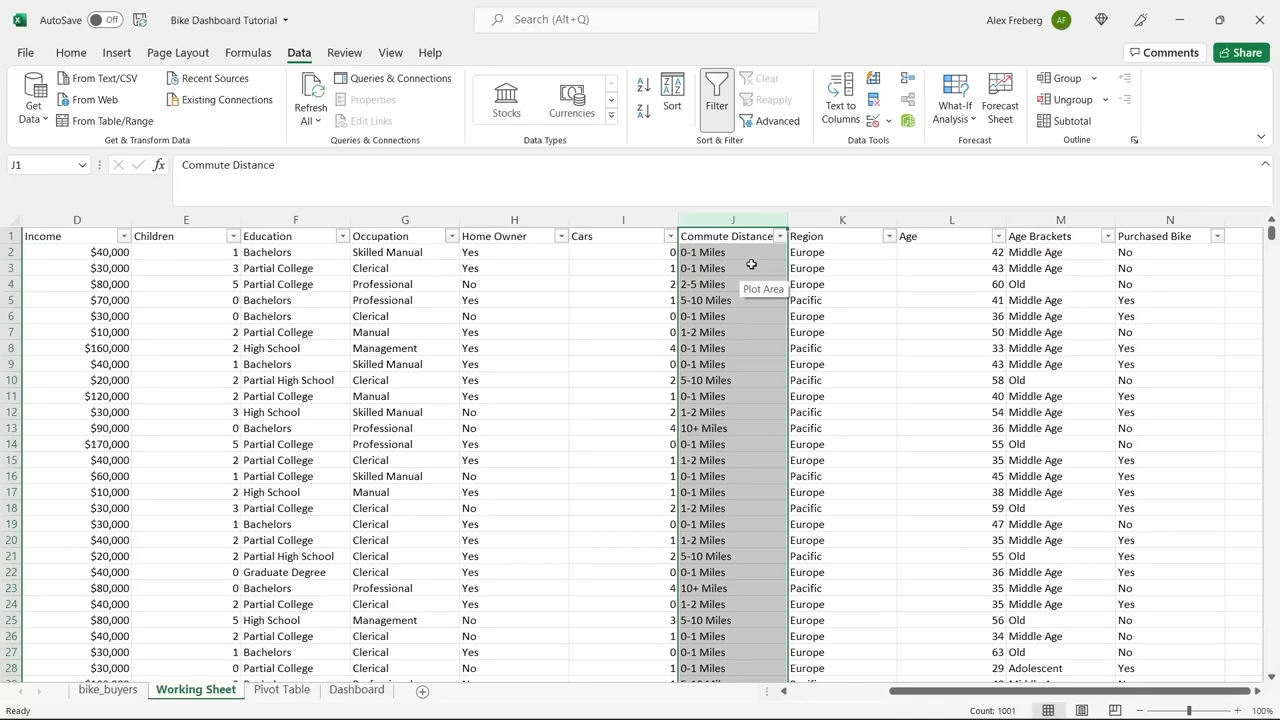 AutoSave Off Bike Dashboard Tutorial Search (Alt+Q) Alex Freberg AF
File Home Insert Page Layout Formulas Data Review View Help Comments Share
Get Data
From Text/CSV
From Web
From Table/Range
Recent Sources
Existing Connections
Get & Transform Data
Refresh All
Queries & Connections
Properties
Edit Links
Queries & Connections
Stocks Currencies
Data Types
Sort
Filter
Clear
Reapply
Advanced
Sort & Filter
Text to Columns
Data Tools
What-If Analysis
Forecast Sheet
Forecast
Group
Ungroup
Subtotal
Outline
J1 fx Commute Distance
D E F G H I J K L M N
1 Income Children Education Occupation Home Owner Cars Commute Distance Region Age Age Brackets Purchased Bike
2 $40,000 1 Bachelors Skilled Manual Yes 0 0-1 Miles Europe 42 Middle Age No
3 $30,000 3 Partial College Clerical Yes 1 0-1 Miles Europe 43 Middle Age No
4 $80,000 5 Partial College Professional No 2 2-5 Miles Europe 60 Old No
Plot Area
5 $70,000 0 Bachelors Professional Yes 1 5-10 Miles Pacific 41 Middle Age Yes
6 $30,000 0 Bachelors Clerical No 0 0-1 Miles Europe 36 Middle Age Yes
7 $10,000 2 Partial College Manual Yes 0 1-2 Miles Europe 50 Middle Age No
8 $160,000 2 High School Management Yes 4 0-1 Miles Pacific 33 Middle Age Yes
9 $40,000 1 Bachelors Skilled Manual Yes 0 0-1 Miles Europe 43 Middle Age Yes
10 $20,000 2 Partial High School Clerical Yes 2 5-10 Miles Pacific 58 Old No
11 $120,000 2 Partial College Manual Yes 1 0-1 Miles Europe 40 Middle Age Yes
12 $30,000 3 High School Skilled Manual No 2 1-2 Miles Pacific 54 Middle Age Yes
13 $90,000 0 Bachelors Professional No 4 10+ Miles Pacific 36 Middle Age No
14 $170,000 5 Partial College Professional Yes 0 0-1 Miles Europe 55 Old No
15 $40,000 2 Partial College Clerical Yes 1 1-2 Miles Europe 35 Middle Age Yes
16 $60,000 1 Partial College Skilled Manual No 1 0-1 Miles Pacific 45 Middle Age Yes
17 $10,000 2 High School Manual Yes 1 0-1 Miles Europe 38 Middle Age Yes
18 $30,000 3 Partial College Clerical No 2 1-2 Miles Pacific 59 Old Yes
19 $30,000 1 Bachelors Clerical Yes 0 0-1 Miles Europe 47 Middle Age No
20 $40,000 2 Partial College Clerical Yes 1 1-2 Miles Europe 35 Middle Age Yes
21 $20,000 2 Partial High School Clerical Yes 2 5-10 Miles Pacific 55 Old Yes
22 $40,000 0 Graduate Degree Clerical Yes 0 0-1 Miles Europe 36 Middle Age Yes
23 $80,000 0 Bachelors Professional Yes 4 10+ Miles Pacific 35 Middle Age No
24 $40,000 2 Partial College Clerical Yes 0 1-2 Miles Europe 35 Middle Age Yes
25 $80,000 5 High School Management No 3 5-10 Miles Europe 56 Old No
26 $40,000 2 Partial College Clerical No 1 0-1 Miles Europe 34 Middle Age No
27 $30,000 1 Bachelors Clerical Yes 0 0-1 Miles Europe 63 Old No
28 $30,000 0 Partial College Clerical No 1 0-1 Miles Europe 29 Adolescent Yes
bike_buyers Working Sheet Pivot Table Dashboard
Ready Count: 1001 100%